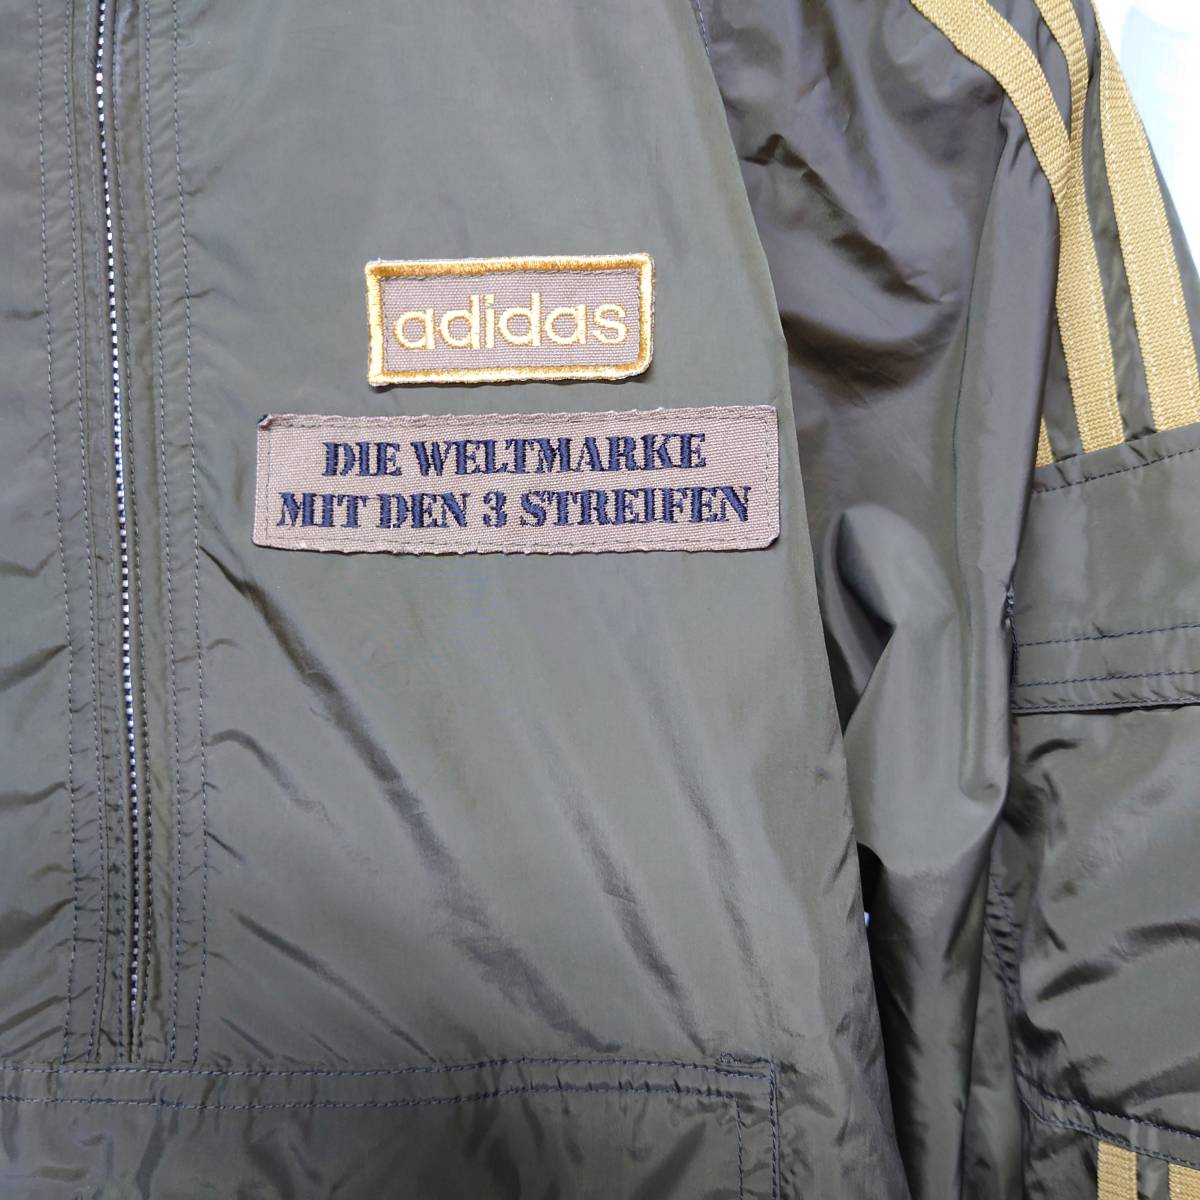 adidas
DIE WELTMARKE
MIT DEN 3 STREIFEN